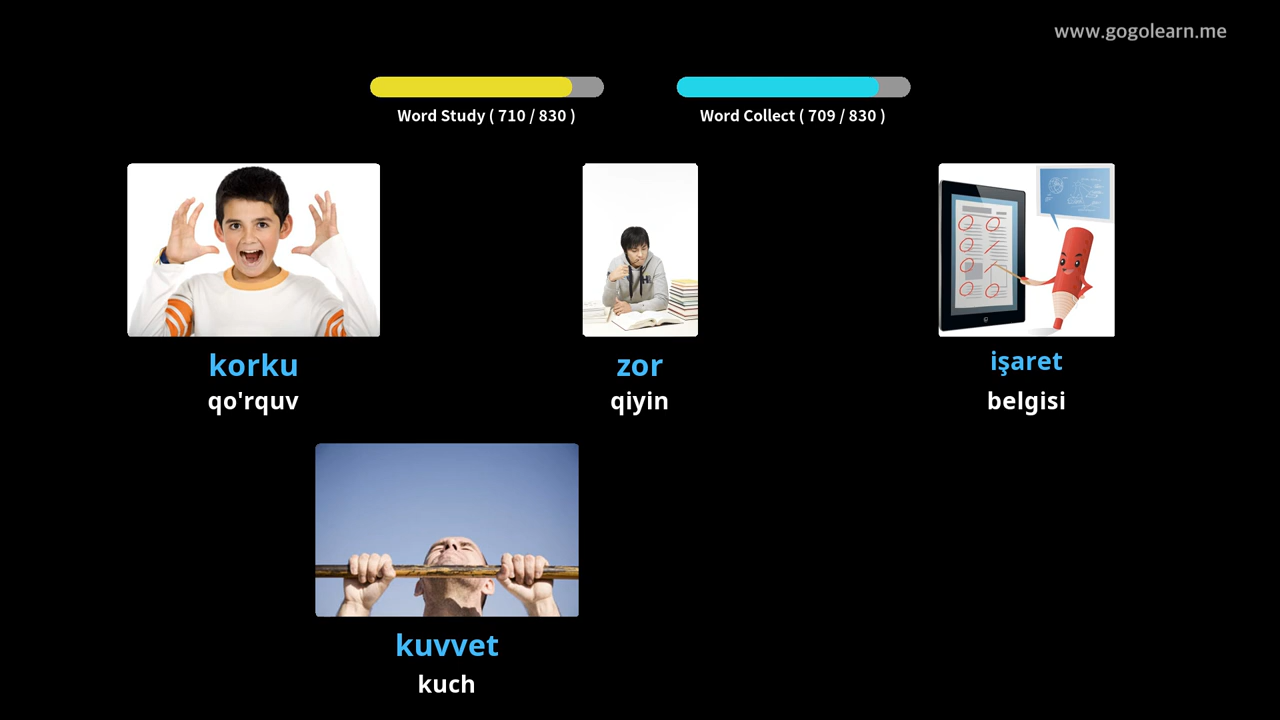 www.gogolearn.me
Word Study ( 710 / 830 )
Word Collect ( 709 / 830 )
korku
qo'rquv
zor
qiyin
işaret
belgisi
kuvvet
kuch